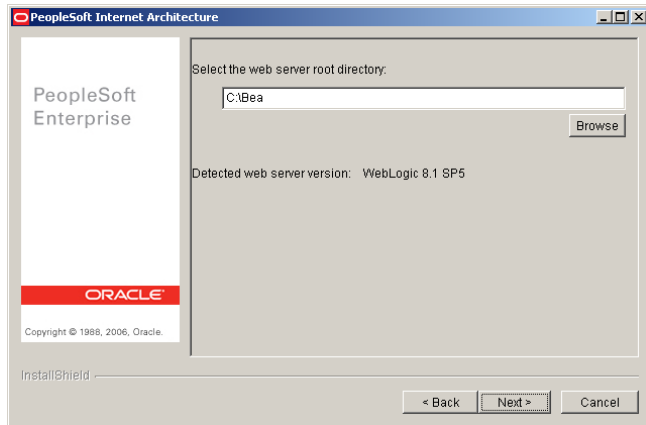 PeopleSoft Internet Architecture
PeopleSoft
Enterprise
Select the web server root directory:
C:\Bea
Browse
Detected web server version: WebLogic 8.1 SP5
ORACLE
Copyright © 1988, 2006, Oracle.
InstallShield
< Back Next > Cancel